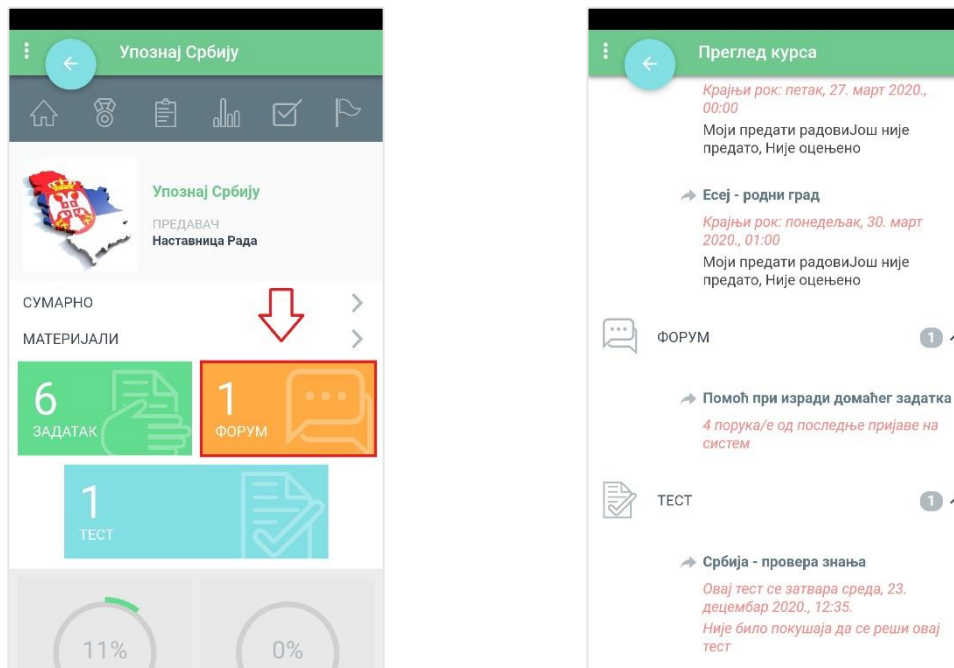 Упознај Србију
Упознај Србију
ПРЕДАВАЧ
Наставница Рада
СУМАРНО
МАТЕРИЈАЛИ
6
ЗАДАТАК
1
ФОРУМ
1
ТЕСТ
11%
0%
Преглед курса
Крајњи рок: петак, 27. март 2020.,
00:00
Моји предати радовиЈош није
предато, Није оцењено
Есеј - родни град
Крајњи рок: понедељак, 30. март
2020., 01:00
Моји предати радовиЈош није
предато, Није оцењено
ФОРУМ 1
Помоћ при изради домаћег задатка
4 порука/е од последње пријаве на
систем
ТЕСТ 1
Србија - провера знања
Овај тест се затвара среда, 23.
децембар 2020., 12:35.
Није било покушаја да се реши овај
тест